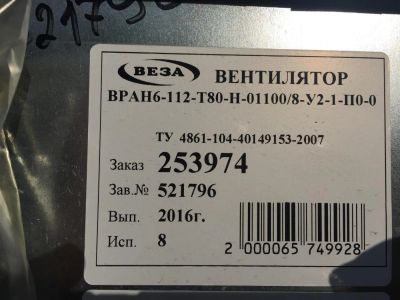 21796
ВЕЗА ВЕНТИЛЯТОР
ВРАН6-112-Т80-Н-01100/8-У2-1-П0-0
ТУ 4861-104-40149153-2007
Заказ 253974
Зав.№ 521796
Вып. 2016г.
Исп. 8
2 000065 749928